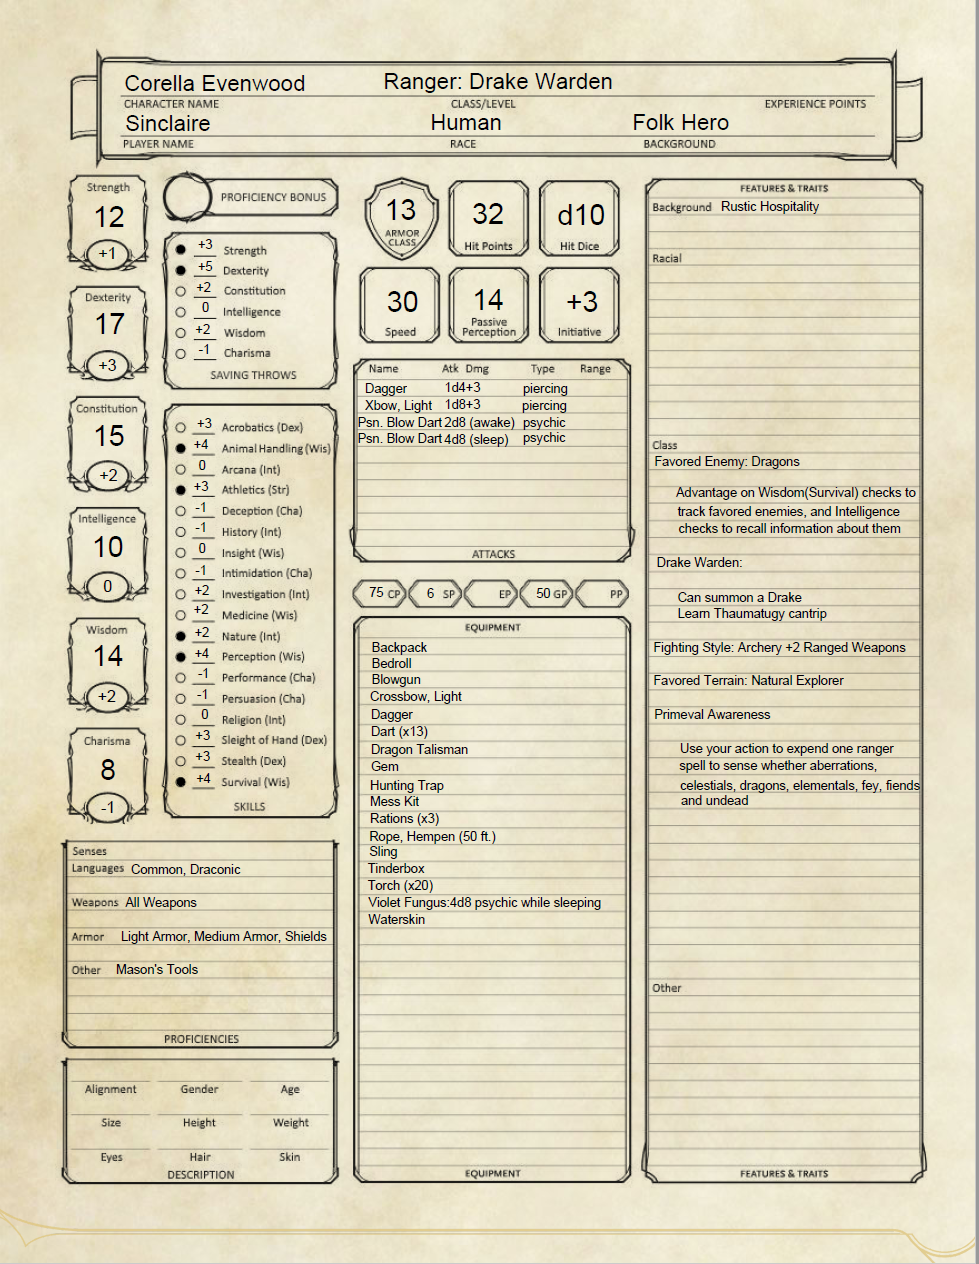 Corella Evenwood Ranger: Drake Warden
CHARACTER NAME CLASS/LEVEL EXPERIENCE POINTS
Sinclaire Human Folk Hero
PLAYER NAME RACE BACKGROUND
Strength
12
+1
Dexterity
17
+3
Constitution
15
+2
Intelligence
10
0
Wisdom
14
+2
Charisma
8
-1
PROFICIENCY BONUS
+3 Strength
+5 Dexterity
+2 Constitution
0 Intelligence
+2 Wisdom
-1 Charisma
SAVING THROWS
+3 Acrobatics (Dex)
+4 Animal Handling (Wis)
0 Arcana (Int)
+3 Athletics (Str)
-1 Deception (Cha)
-1 History (Int)
0 Insight (Wis)
-1 Intimidation (Cha)
+2 Investigation (Int)
+2 Medicine (Wis)
+2 Nature (Int)
+4 Perception (Wis)
-1 Performance (Cha)
-1 Persuasion (Cha)
0 Religion (Int)
+3 Sleight of Hand (Dex)
+3 Stealth (Dex)
+4 Survival (Wis)
SKILLS
Senses
Languages Common, Draconic
Weapons All Weapons
Armor Light Armor, Medium Armor, Shields
Other Mason's Tools
PROFICIENCIES
Alignment Gender Age
Size Height Weight
Eyes Hair Skin
DESCRIPTION
13
ARMOR
CLASS
32
Hit Points
d10
Hit Dice
30
Speed
14
Passive
Perception
+3
Initiative
Name Atk Dmg Type Range
Dagger 1d4+3 piercing
Xbow, Light 1d8+3 piercing
Psn. Blow Dart 2d8 (awake) psychic
Psn. Blow Dart 4d8 (sleep) psychic
ATTACKS
75 CP 6 SP EP 50 GP PP
EQUIPMENT
Backpack
Bedroll
Blowgun
Crossbow, Light
Dagger
Dart (x13)
Dragon Talisman
Gem
Hunting Trap
Mess Kit
Rations (x3)
Rope, Hempen (50 ft.)
Sling
Tinderbox
Torch (x20)
Violet Fungus:4d8 psychic while sleeping
Waterskin
EQUIPMENT
FEATURES & TRAITS
Background Rustic Hospitality
Racial
Class
Favored Enemy: Dragons
Advantage on Wisdom(Survival) checks to
track favored enemies, and Intelligence
checks to recall information about them
Drake Warden:
Can summon a Drake
Learn Thaumatugy cantrip
Fighting Style: Archery +2 Ranged Weapons
Favored Terrain: Natural Explorer
Primeval Awareness
Use your action to expend one ranger
spell to sense whether aberrations,
celestials, dragons, elementals, fey, fiends
and undead
Other
FEATURES & TRAITS